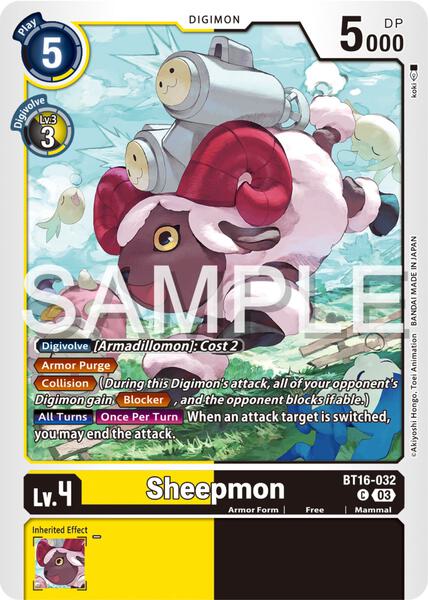 DIGIMON
Play
5
DP
5000
Digivolve
Lv.3
3
koki
SAMPLE
Digivolve [Armadillomon]: Cost 2
Armor Purge
Collision (During this Digimon's attack, all of your opponent's
Digimon gain Blocker, and the opponent blocks if able.)
All Turns Once Per Turn When an attack target is switched,
you may end the attack.
©Akiyoshi Hongo, Toei Animation BANDAI MADE IN JAPAN
Lv.4
Sheepmon
BT16-032
C 03
Armor Form Free Mammal
Inherited Effect
–